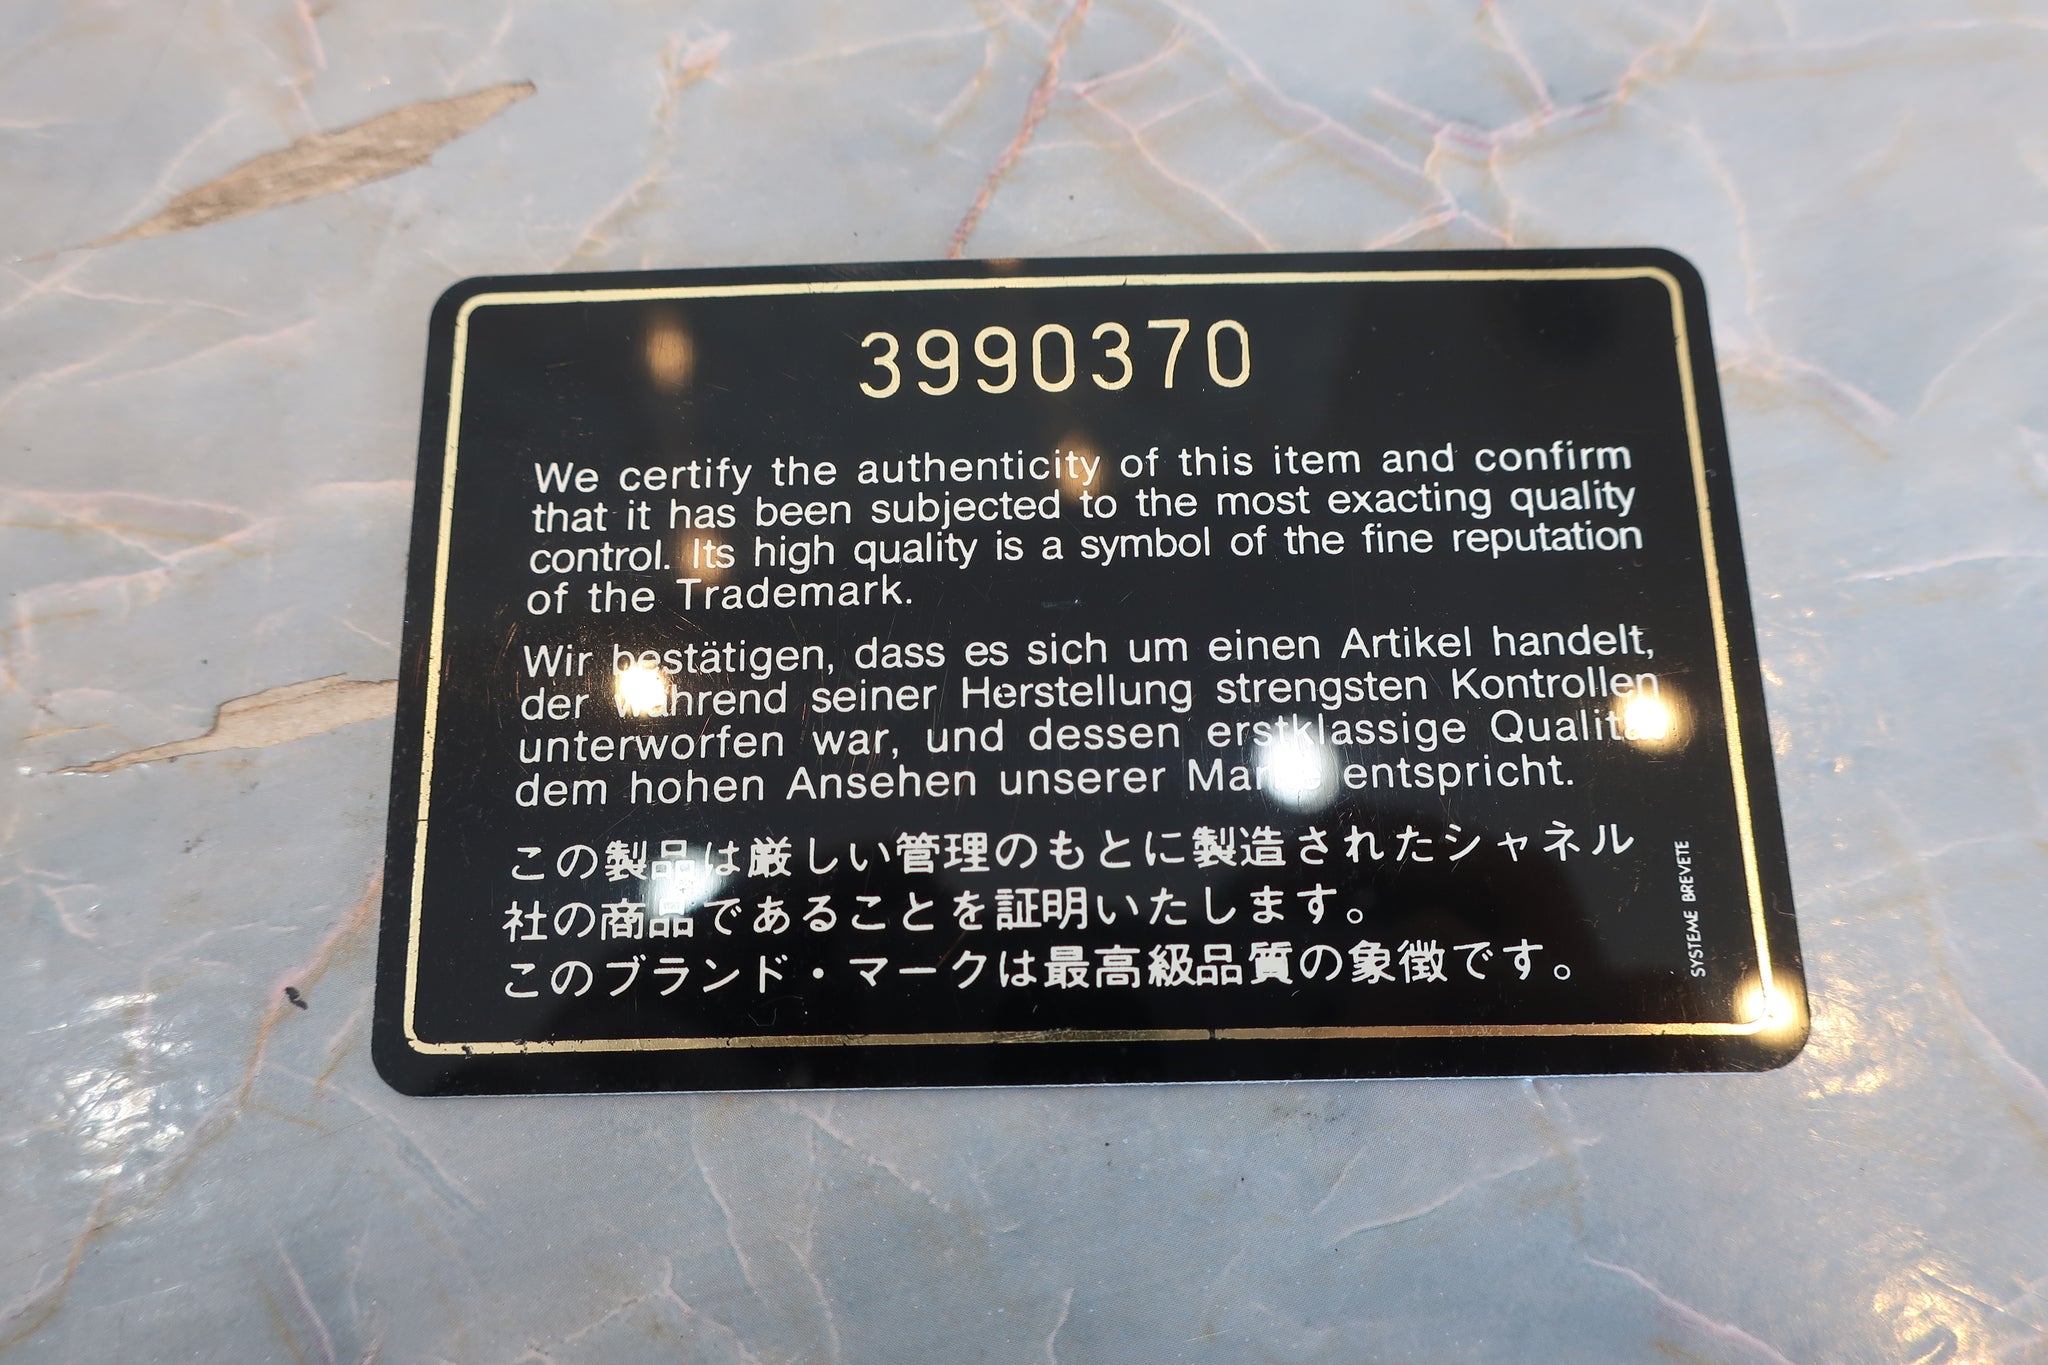 3990370
We certify the authenticity of this item and confirm
that it has been subjected to the most exacting quality
control. Its high quality is a symbol of the fine reputation
of the Trademark.
Wir bestätigen, dass es sich um einen Artikel handelt,
der während seiner Herstellung strengsten Kontrollen
unterworfen war, und dessen erstklassige
dem hohen Ansehen unserer entspricht.
この製品は厳しい管理のもとに製造されたシャネル
社の商品であることを証明いたします。
このブランド・マークは最高級品質の象徴です。
SYSTEME BREVETE